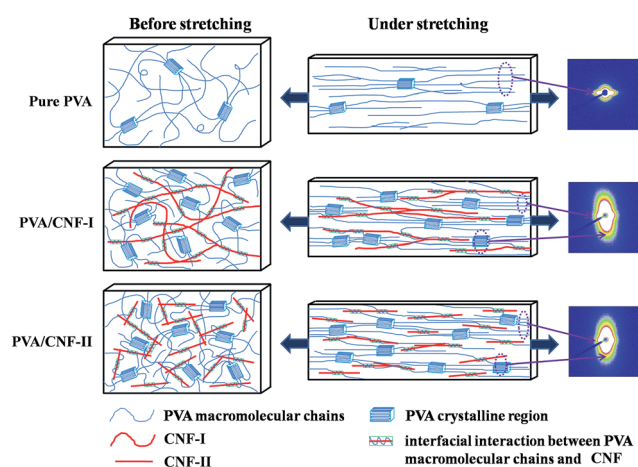 Before stretching
Under stretching
Pure PVA
PVA/CNF-I
PVA/CNF-II
PVA macromolecular chains
PVA crystalline region
CNF-I
interfacial interaction between PVA
macromolecular chains and CNF
CNF-II